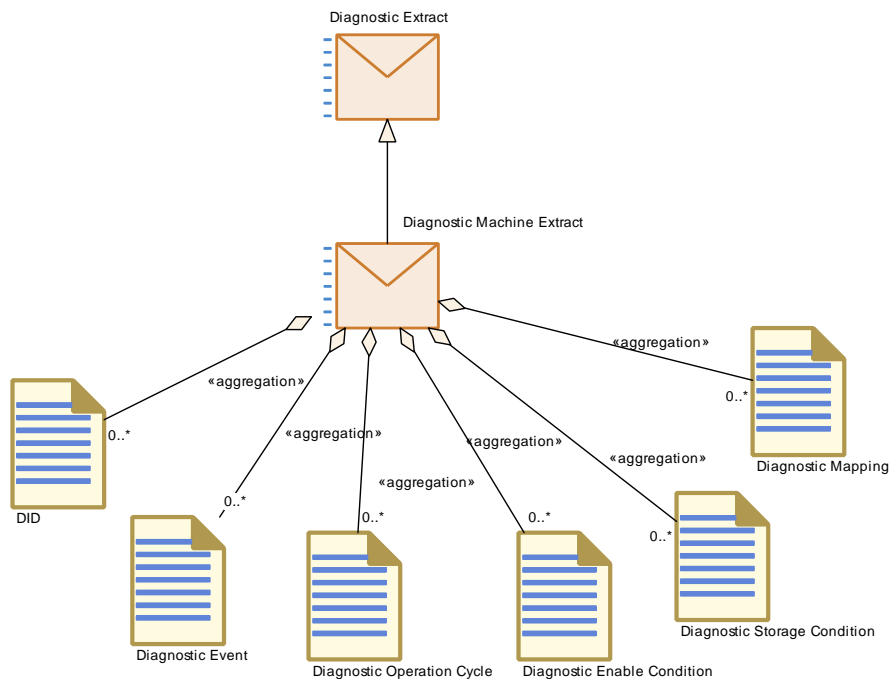 Diagnostic Extract
Diagnostic Machine Extract
«aggregation»
«aggregation»
0..*
«aggregation»
0..*
«aggregation»
«aggregation»
Diagnostic Mapping
«aggregation»
0..*
0..*
0..*
0..*
DID
Diagnostic Storage Condition
Diagnostic Event
Diagnostic Operation Cycle
Diagnostic Enable Condition